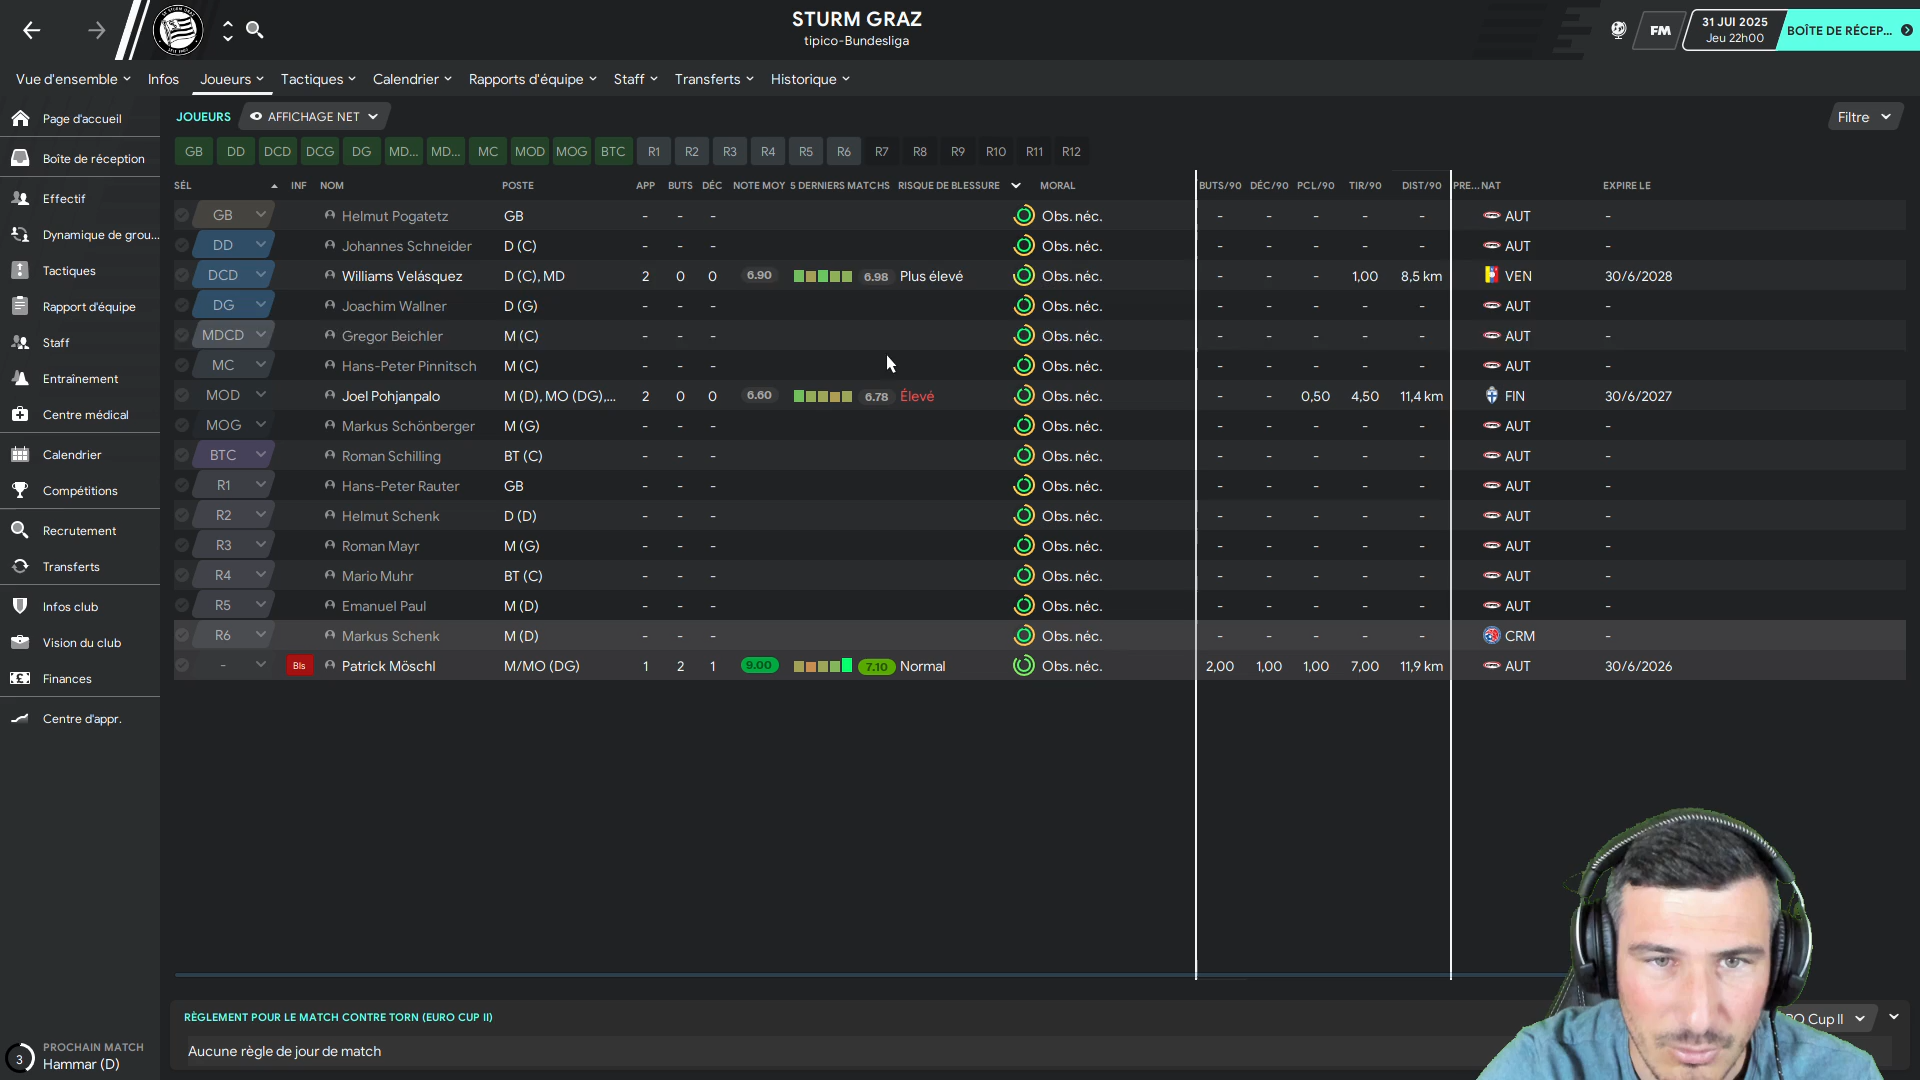 STURM GRAZ
tipico-Bundesliga
FM
31 JUI 2025
Jeu 22h00
BOÎTE DE RÉCEP...
Vue d'ensemble Infos Joueurs Tactiques Calendrier Rapports d'équipe Staff Transferts Historique
Page d'accueil
Boîte de réception
Effectif
Dynamique de grou...
Tactiques
Rapport d'équipe
Staff
Entraînement
Centre médical
Calendrier
Compétitions
Recrutement
Transferts
Infos club
Vision du club
Finances
Centre d'appr.
3
PROCHAIN MATCH
Hammar (D)
JOUEURS AFFICHAGE NET Filtre
GB DD DCD DCG DG MD... MD... MC MOD MOG BTC R1 R2 R3 R4 R5 R6 R7 R8 R9 R10 R11 R12
SÉL INF NOM POSTE APP BUTS DÉC NOTE MOY 5 DERNIERS MATCHS RISQUE DE BLESSURE MORAL BUTS/90 DÉC/90 PCL/90 TIR/90 DIST/90 PRE... NAT EXPIRE LE
GB Helmut Pogatetz GB - - - Obs. néc. - - - - - AUT -
DD Johannes Schneider D (C) - - - Obs. néc. - - - - - AUT -
DCD Williams Velásquez D (C), MD 2 0 0 6.90 6.98 Plus élevé Obs. néc. - - - 1,00 8,5 km VEN 30/6/2028
DG Joachim Wallner D (G) - - - Obs. néc. - - - - - AUT -
MDCD Gregor Beichler M (C) - - - Obs. néc. - - - - - AUT -
MC Hans-Peter Pinnitsch M (C) - - - Obs. néc. - - - - - AUT -
MOD Joel Pohjanpalo M (D), MO (DG),... 2 0 0 6.60 6.78 Élevé Obs. néc. - - 0,50 4,50 11,4 km FIN 30/6/2027
MOG Markus Schönberger M (G) - - - Obs. néc. - - - - - AUT -
BTC Roman Schilling BT (C) - - - Obs. néc. - - - - - AUT -
R1 Hans-Peter Rauter GB - - - Obs. néc. - - - - - AUT -
R2 Helmut Schenk D (D) - - - Obs. néc. - - - - - AUT -
R3 Roman Mayr M (G) - - - Obs. néc. - - - - - AUT -
R4 Mario Muhr BT (C) - - - Obs. néc. - - - - - AUT -
R5 Emanuel Paul M (D) - - - Obs. néc. - - - - - AUT -
R6 Markus Schenk M (D) - - - Obs. néc. - - - - - CRM -
- Bls Patrick Möschl M/MO (DG) 1 2 1 9.00 7.10 Normal Obs. néc. 2,00 1,00 1,00 7,00 11,9 km AUT 30/6/2026
RÈGLEMENT POUR LE MATCH CONTRE TORN (EURO CUP II)
Cup II
Aucune règle de jour de match